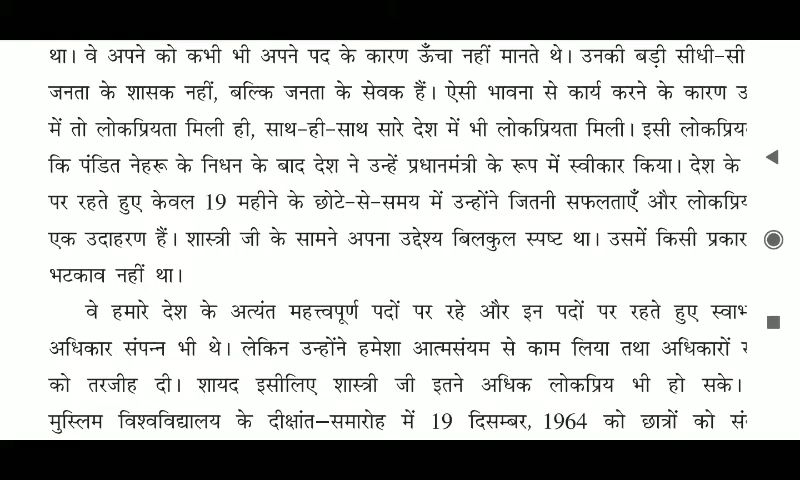 था। वे अपने को कभी भी अपने पद के कारण ऊँचा नहीं मानते थे। उनकी बड़ी सीधी-सी
जनता के शासक नहीं, बल्कि जनता के सेवक हैं। ऐसी भावना से कार्य करने के कारण
में तो लोकप्रियता मिली ही, साथ-ही-साथ सारे देश में भी लोकप्रियता मिली। इसी
कि पंडित नेहरू के निधन के बाद देश ने उन्हें प्रधानमंत्री के रूप में स्वीकार किया। देश के
पर रहते हुए केवल 19 महीने के छोटे-से-समय में उन्होंने जितनी सफलताएँ और
एक उदाहरण हैं। शास्त्री जी के सामने अपना उद्देश्य बिलकुल स्पष्ट था। उसमें किसी प्रकार
भटकाव नहीं था।
वे हमारे देश के अत्यंत महत्त्वपूर्ण पदों पर रहे और इन पदों पर रहते हुए
अधिकार संपन्न भी थे। लेकिन उन्होंने हमेशा आत्मसंयम से काम लिया तथा अधिकारों
को तरजीह दी। शायद इसीलिए शास्त्री जी इतने अधिक लोकप्रिय भी हो सके।
मुस्लिम विश्वविद्यालय के दीक्षांत–समारोह में 19 दिसम्बर, 1964 को छात्रों को